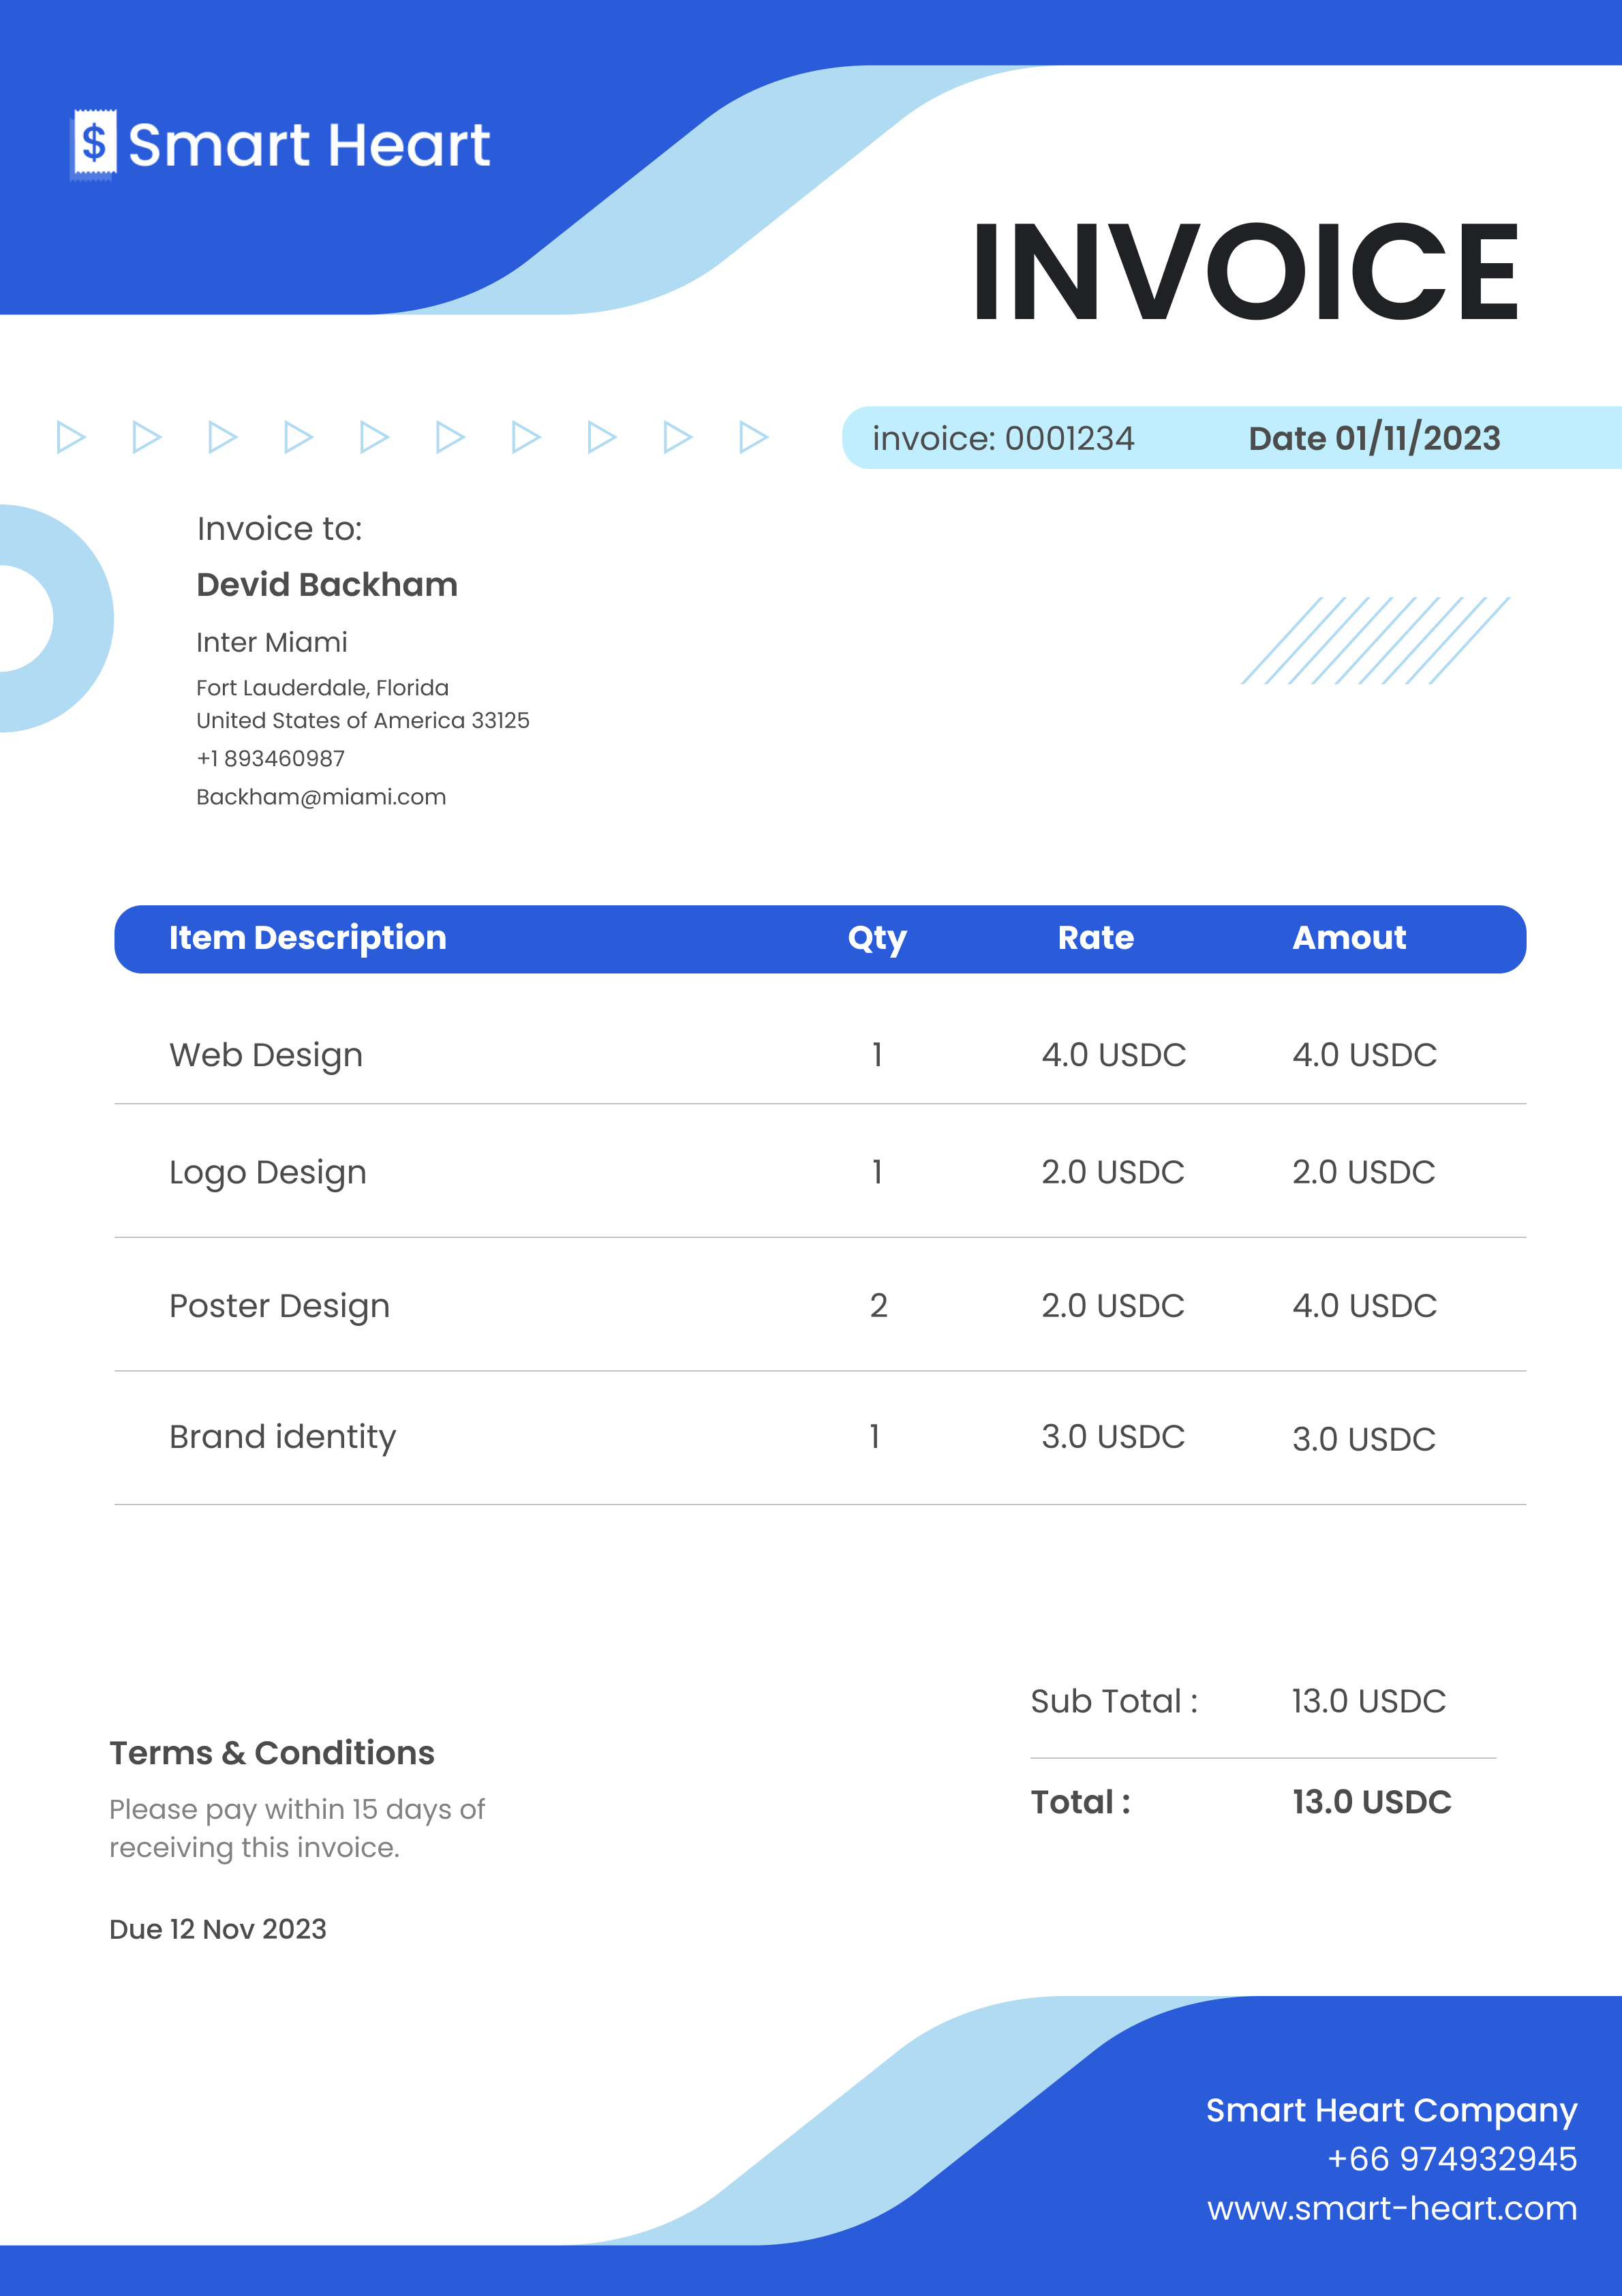 $ Smart Heart
INVOICE
invoice: 0001234 Date 01/11/2023
Invoice to:
Devid Backham
Inter Miami
Fort Lauderdale, Florida
United States of America 33125
+1 893460987
Backham@miami.com
Item Description Qty Rate Amout
Web Design 1 4.0 USDC 4.0 USDC
Logo Design 1 2.0 USDC 2.0 USDC
Poster Design 2 2.0 USDC 4.0 USDC
Brand identity 1 3.0 USDC 3.0 USDC
Sub Total : 13.0 USDC
Total : 13.0 USDC
Terms & Conditions
Please pay within 15 days of
receiving this invoice.
Due 12 Nov 2023
Smart Heart Company
+66 974932945
www.smart-heart.com